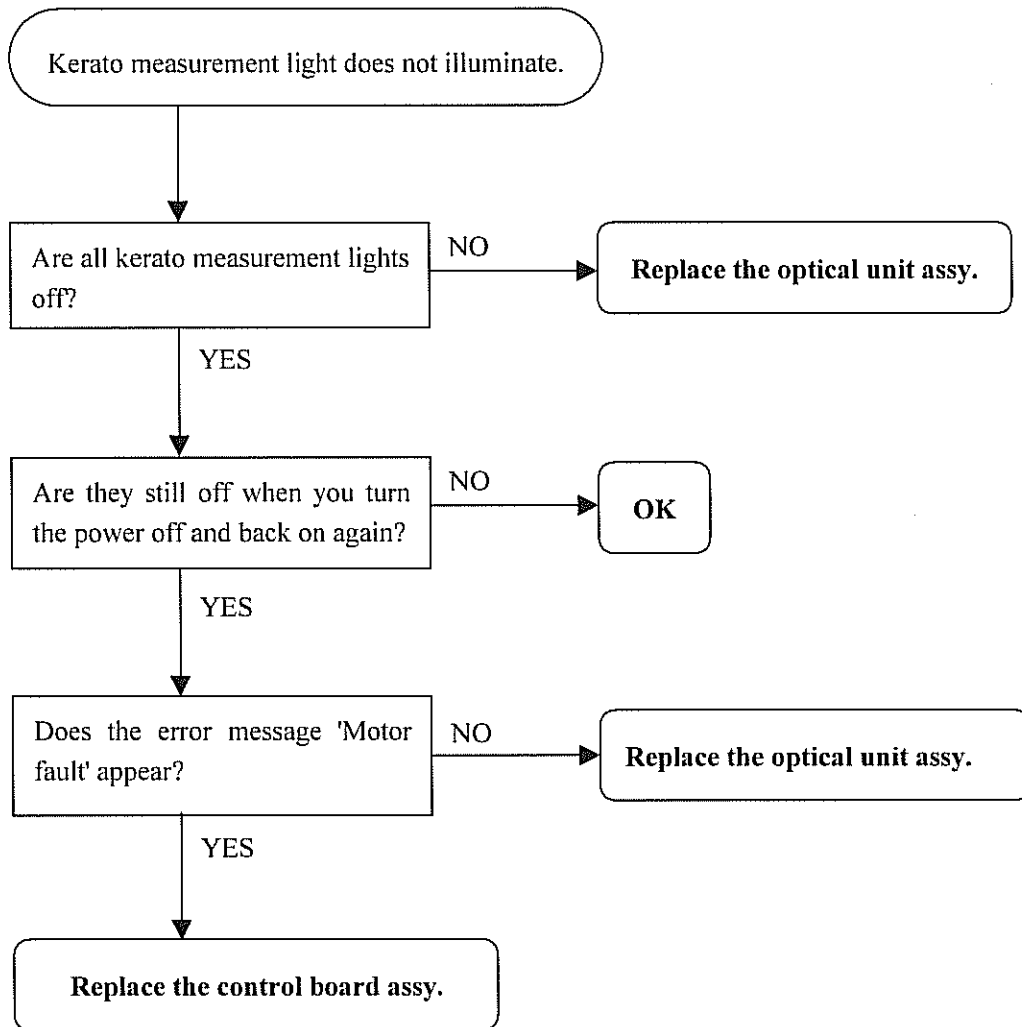 Kerato measurement light does not illuminate.
Are all kerato measurement lights
off?
NO
Replace the optical unit assy.
YES
Are they still off when you turn
the power off and back on again?
NO
OK
YES
Does the error message 'Motor
fault' appear?
NO
Replace the optical unit assy.
YES
Replace the control board assy.